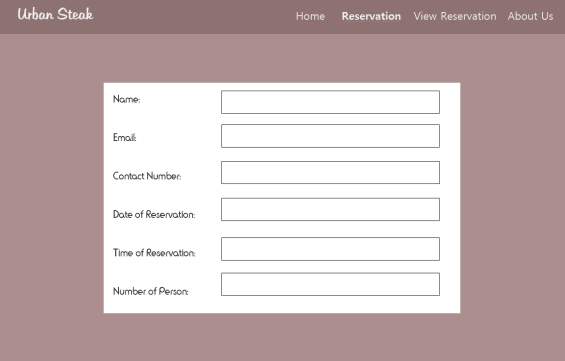 Urban Steak
Home Reservation View Reservation About Us
Name:
Email:
Contact Number:
Date of Reservation:
Time of Reservation:
Number of Person: